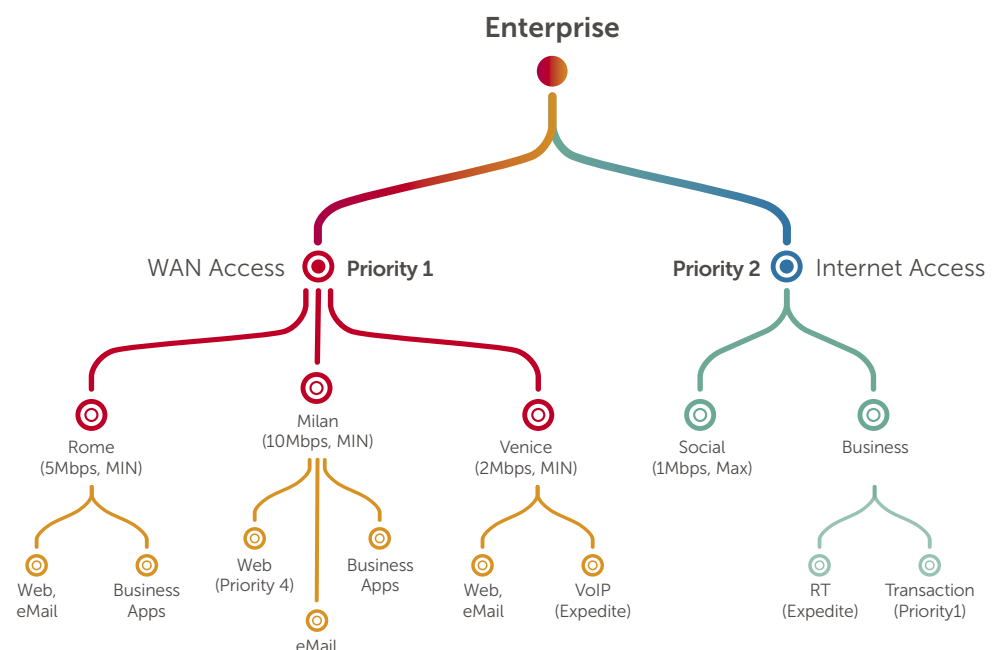 Enterprise
WAN Access
Priority 1
Priority 2
Internet Access
Rome
(5Mbps, MIN)
Milan
(10Mbps, MIN)
Venice
(2Mbps, MIN)
Social
(1Mbps, Max)
Business
Web,
eMail
Business
Apps
Web
(Priority 4)
eMail
Business
Apps
Web,
eMail
VoIP
(Expedite)
RT
(Expedite)
Transaction
(Priority1)